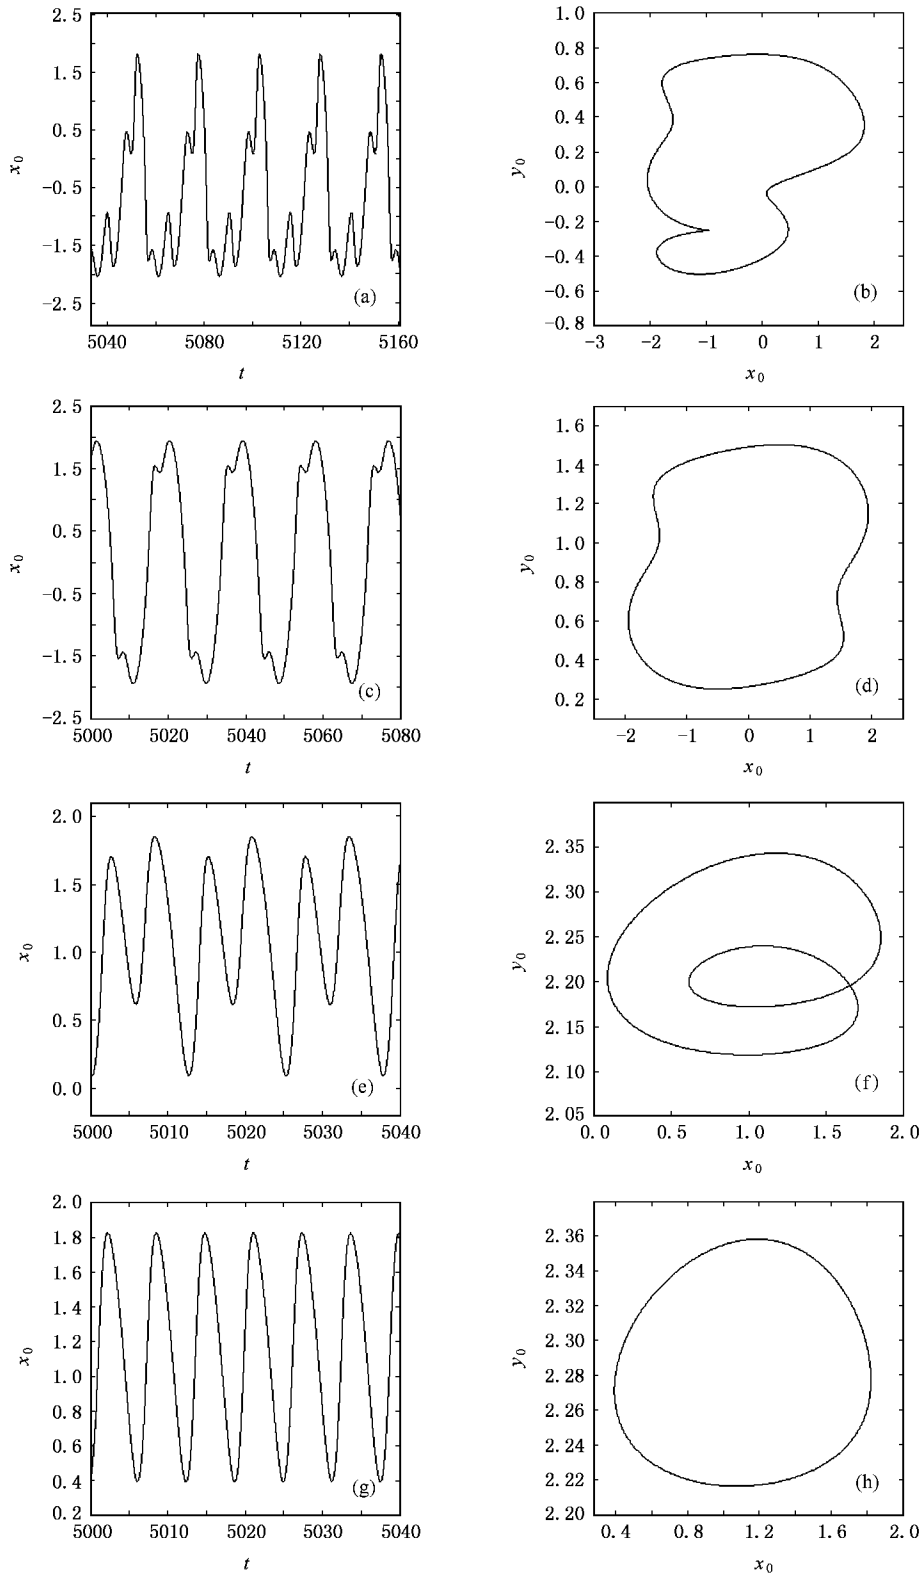 2.5
1.5
0.5
−0.5
−1.5
−2.5
x0
(a)
5040 5080 5120 5160
t
1.0
0.8
0.6
0.4
0.2
0.0
−0.2
−0.4
−0.6
−0.8
y0
(b)
−3 −2 −1 0 1 2
x0
2.5
1.5
0.5
−0.5
−1.5
−2.5
x0
(c)
5000 5020 5040 5060 5080
t
1.6
1.4
1.2
1.0
0.8
0.6
0.4
0.2
y0
(d)
−2 −1 0 1 2
x0
2.0
1.5
1.0
0.5
0.0
x0
(e)
5000 5010 5020 5030 5040
t
2.35
2.30
2.25
2.20
2.15
2.10
2.05
y0
(f)
0.0 0.5 1.0 1.5 2.0
x0
2.0
1.8
1.6
1.4
1.2
1.0
0.8
0.6
0.4
0.2
x0
(g)
5000 5010 5020 5030 5040
t
2.36
2.34
2.32
2.30
2.28
2.26
2.24
2.22
2.20
y0
(h)
0.4 0.8 1.2 1.6 2.0
x0